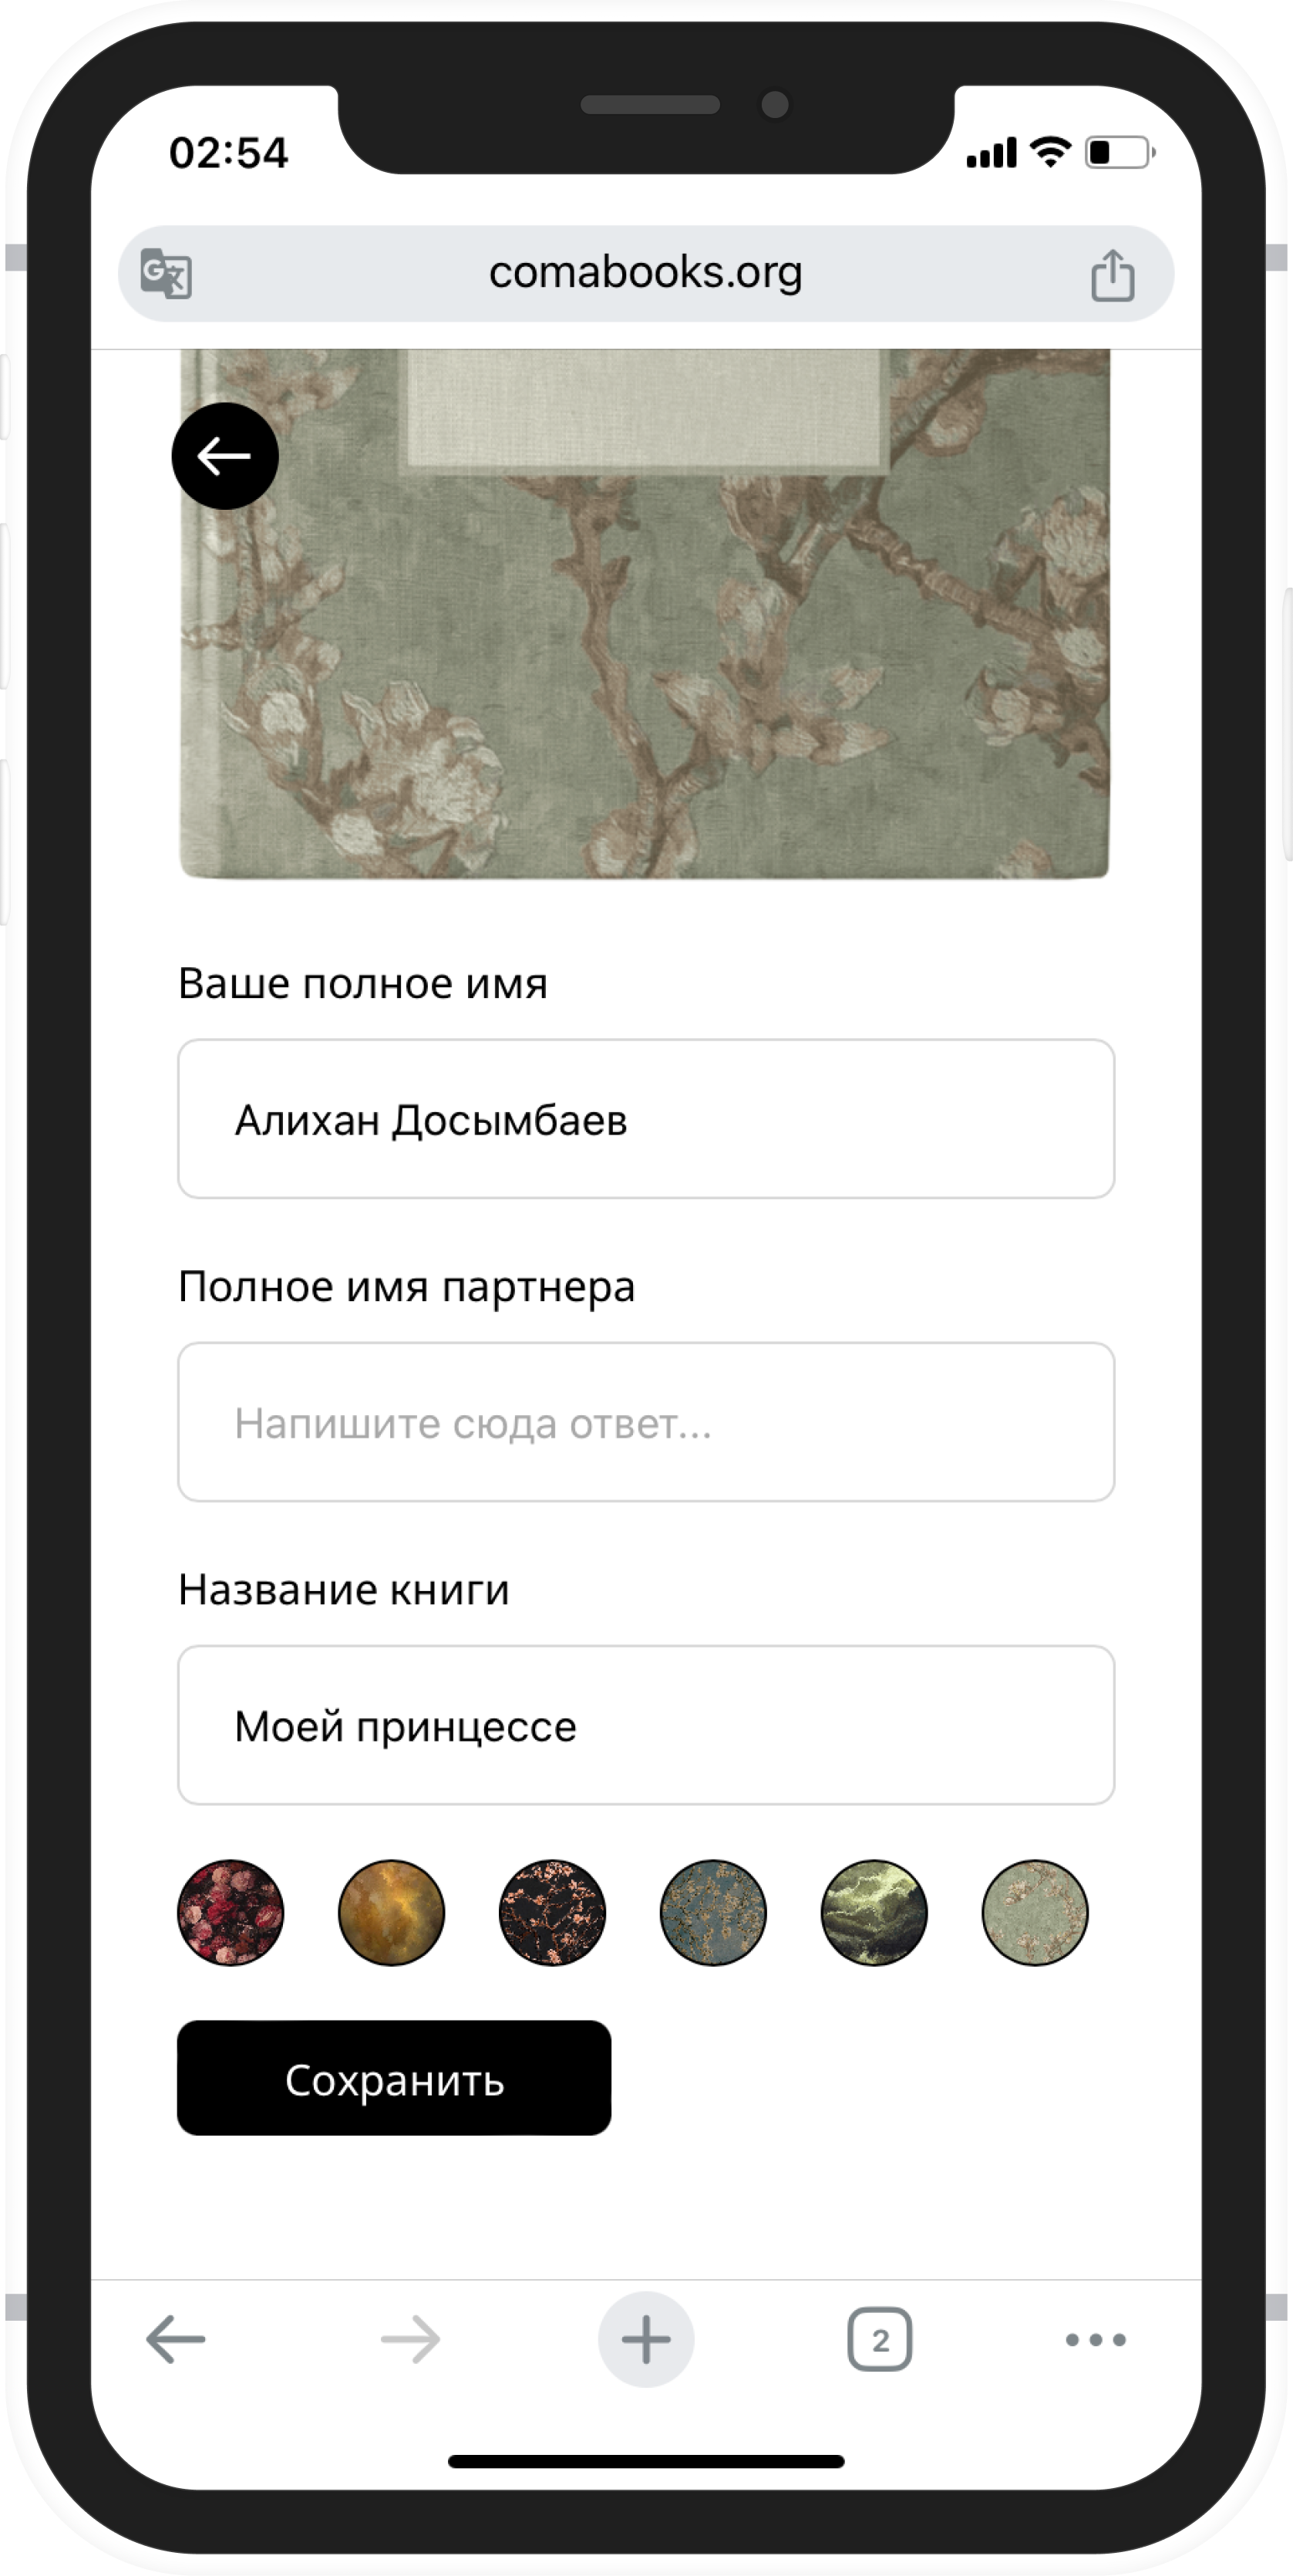 02:54
comabooks.org
Ваше полное имя
Алихан Досымбаев
Полное имя партнера
Напишите сюда ответ...
Название книги
Моей принцессе
Сохранить
2